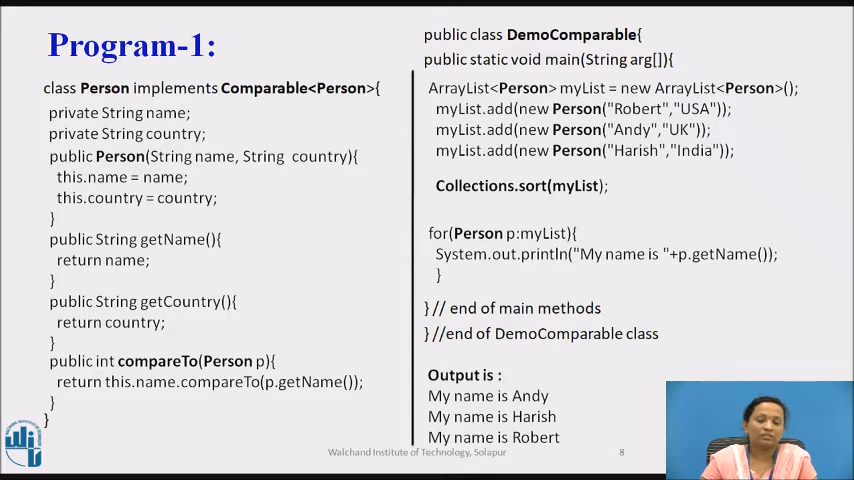 Program-1:
class Person implements Comparable<Person>{
private String name;
private String country;
public Person(String name, String country){
this.name = name;
this.country = country;
}
public String getName(){
return name;
}
public String getCountry(){
return country;
}
public int compareTo(Person p){
return this.name.compareTo(p.getName());
}
}
public class DemoComparable{
public static void main(String arg[]){
ArrayList<Person> myList = new ArrayList<Person>();
myList.add(new Person("Robert","USA"));
myList.add(new Person("Andy","UK"));
myList.add(new Person("Harish","India"));
Collections.sort(myList);
for(Person p:myList){
System.out.println("My name is "+p.getName());
}
} // end of main methods
} //end of DemoComparable class
Output is :
My name is Andy
My name is Harish
My name is Robert
Walchand Institute of Technology, Solapur
8